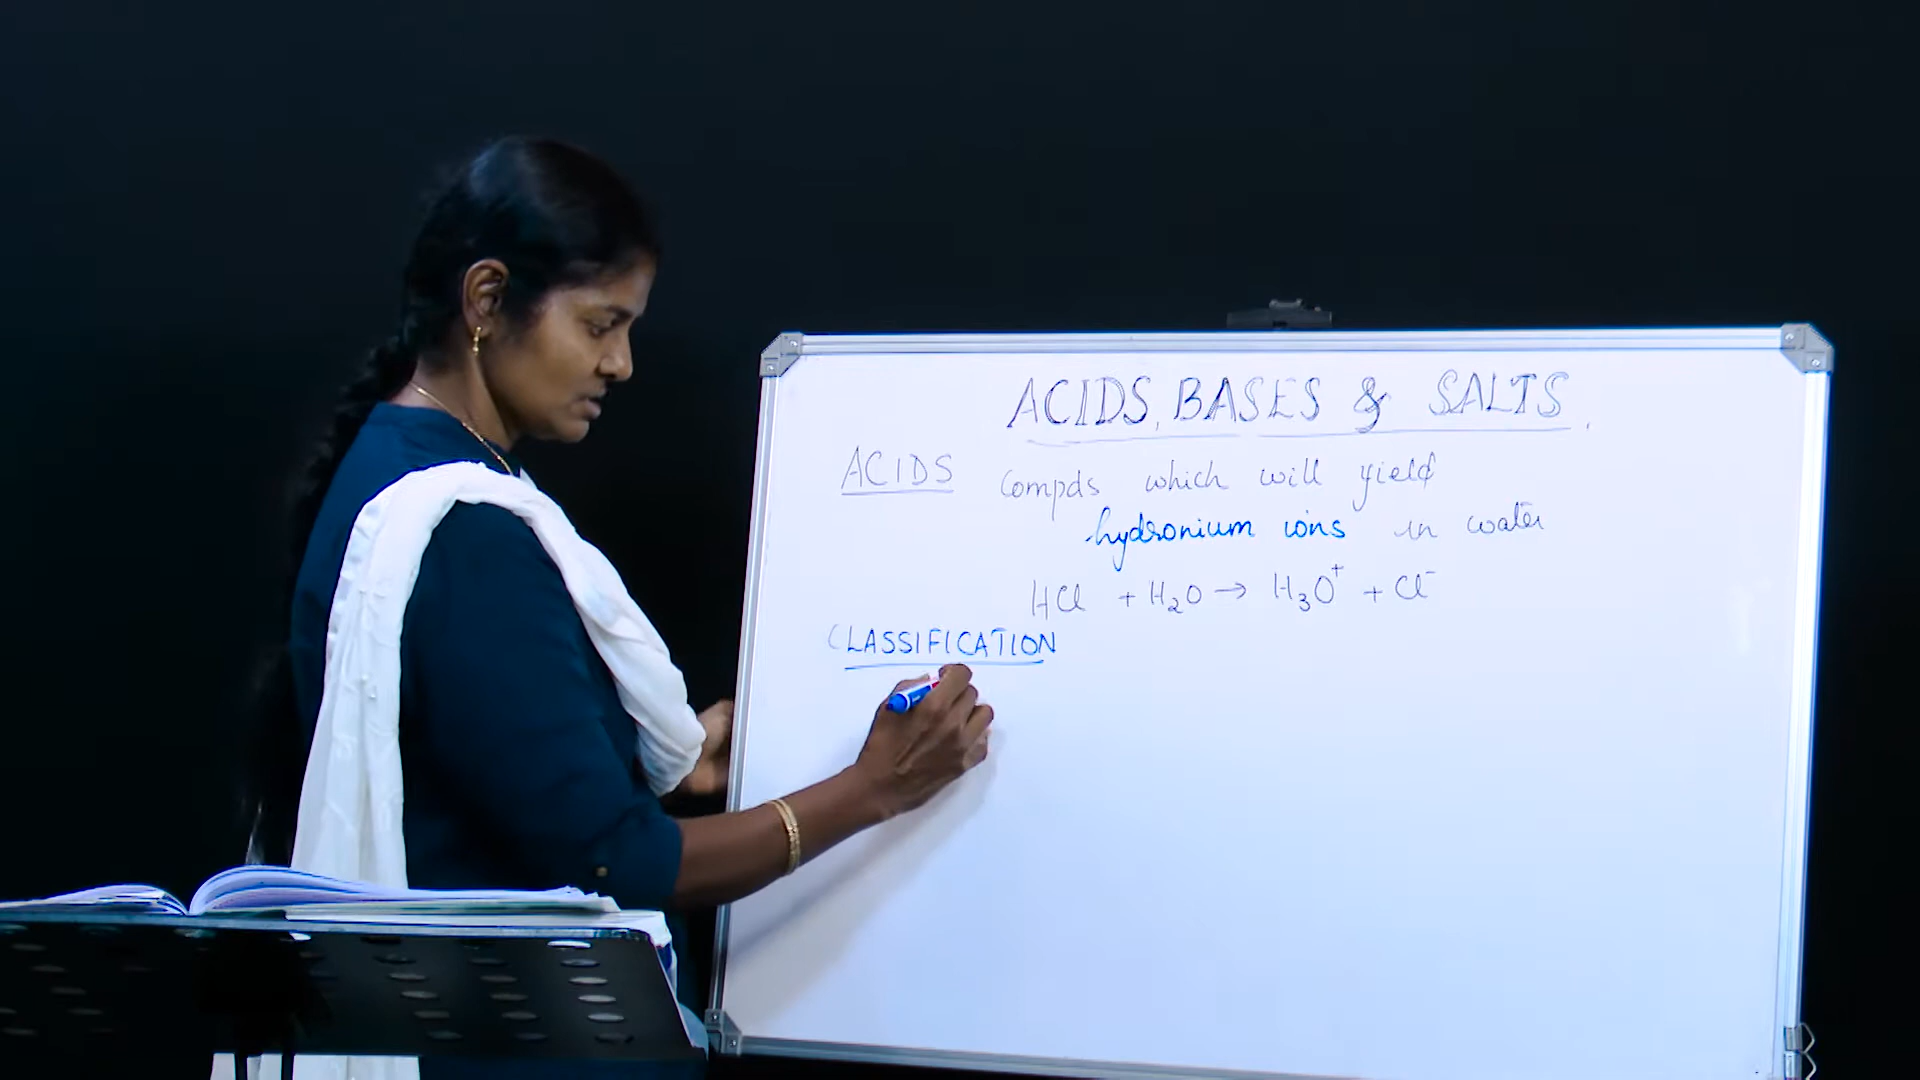 ACIDS, BASES & SALTS.
ACIDS compds which will yield
hydronium ions in water
HCl + H₂O → H₃O⁺ + Cl⁻
CLASSIFICATION